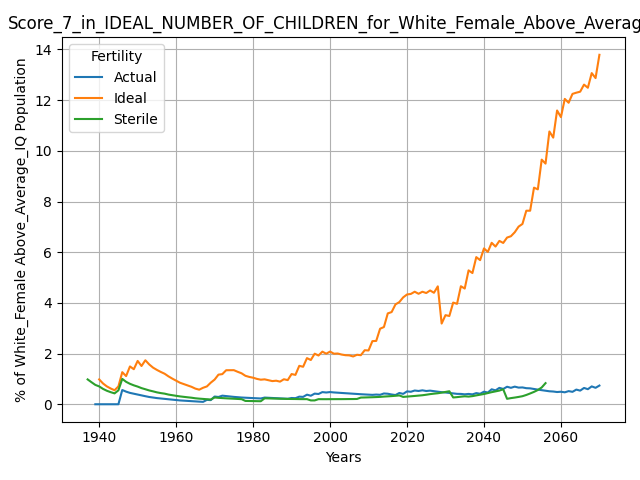 Score_7_in_IDEAL_NUMBER_OF_CHILDREN_for_White_Female_Above_Averag
14
12
10
8
6
4
2
0
% of White_Female Above_Average_IQ Population
Fertility
Actual
Ideal
Sterile
1940 1960 1980 2000 2020 2040 2060
Years